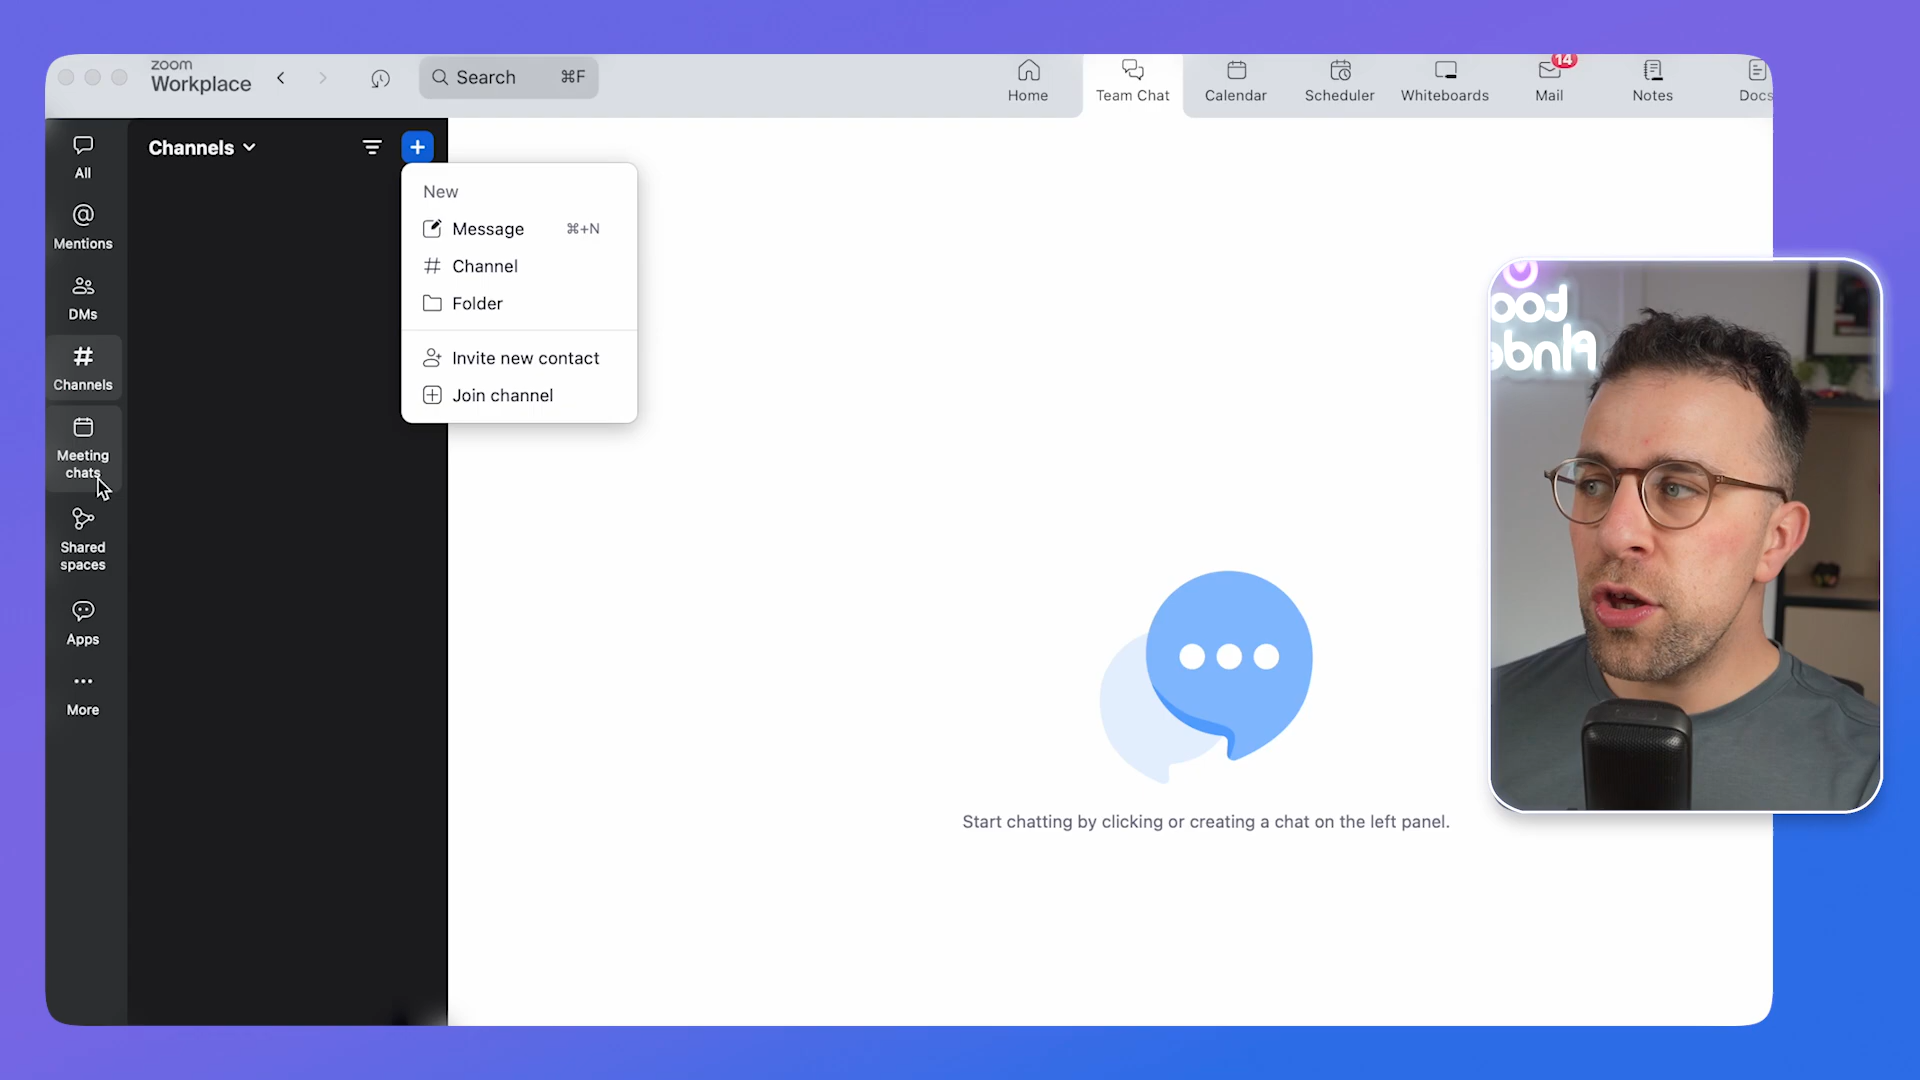 zoom
Workplace
Search ⌘F
Home
Team Chat
Calendar
Scheduler
Whiteboards
14
Mail
Notes
Docs
All
Mentions
DMs
Channels
Meeting
chats
Shared
spaces
Apps
More
Channels
New
Message ⌘+N
Channel
Folder
Invite new contact
Join channel
Start chatting by clicking or creating a chat on the left panel.